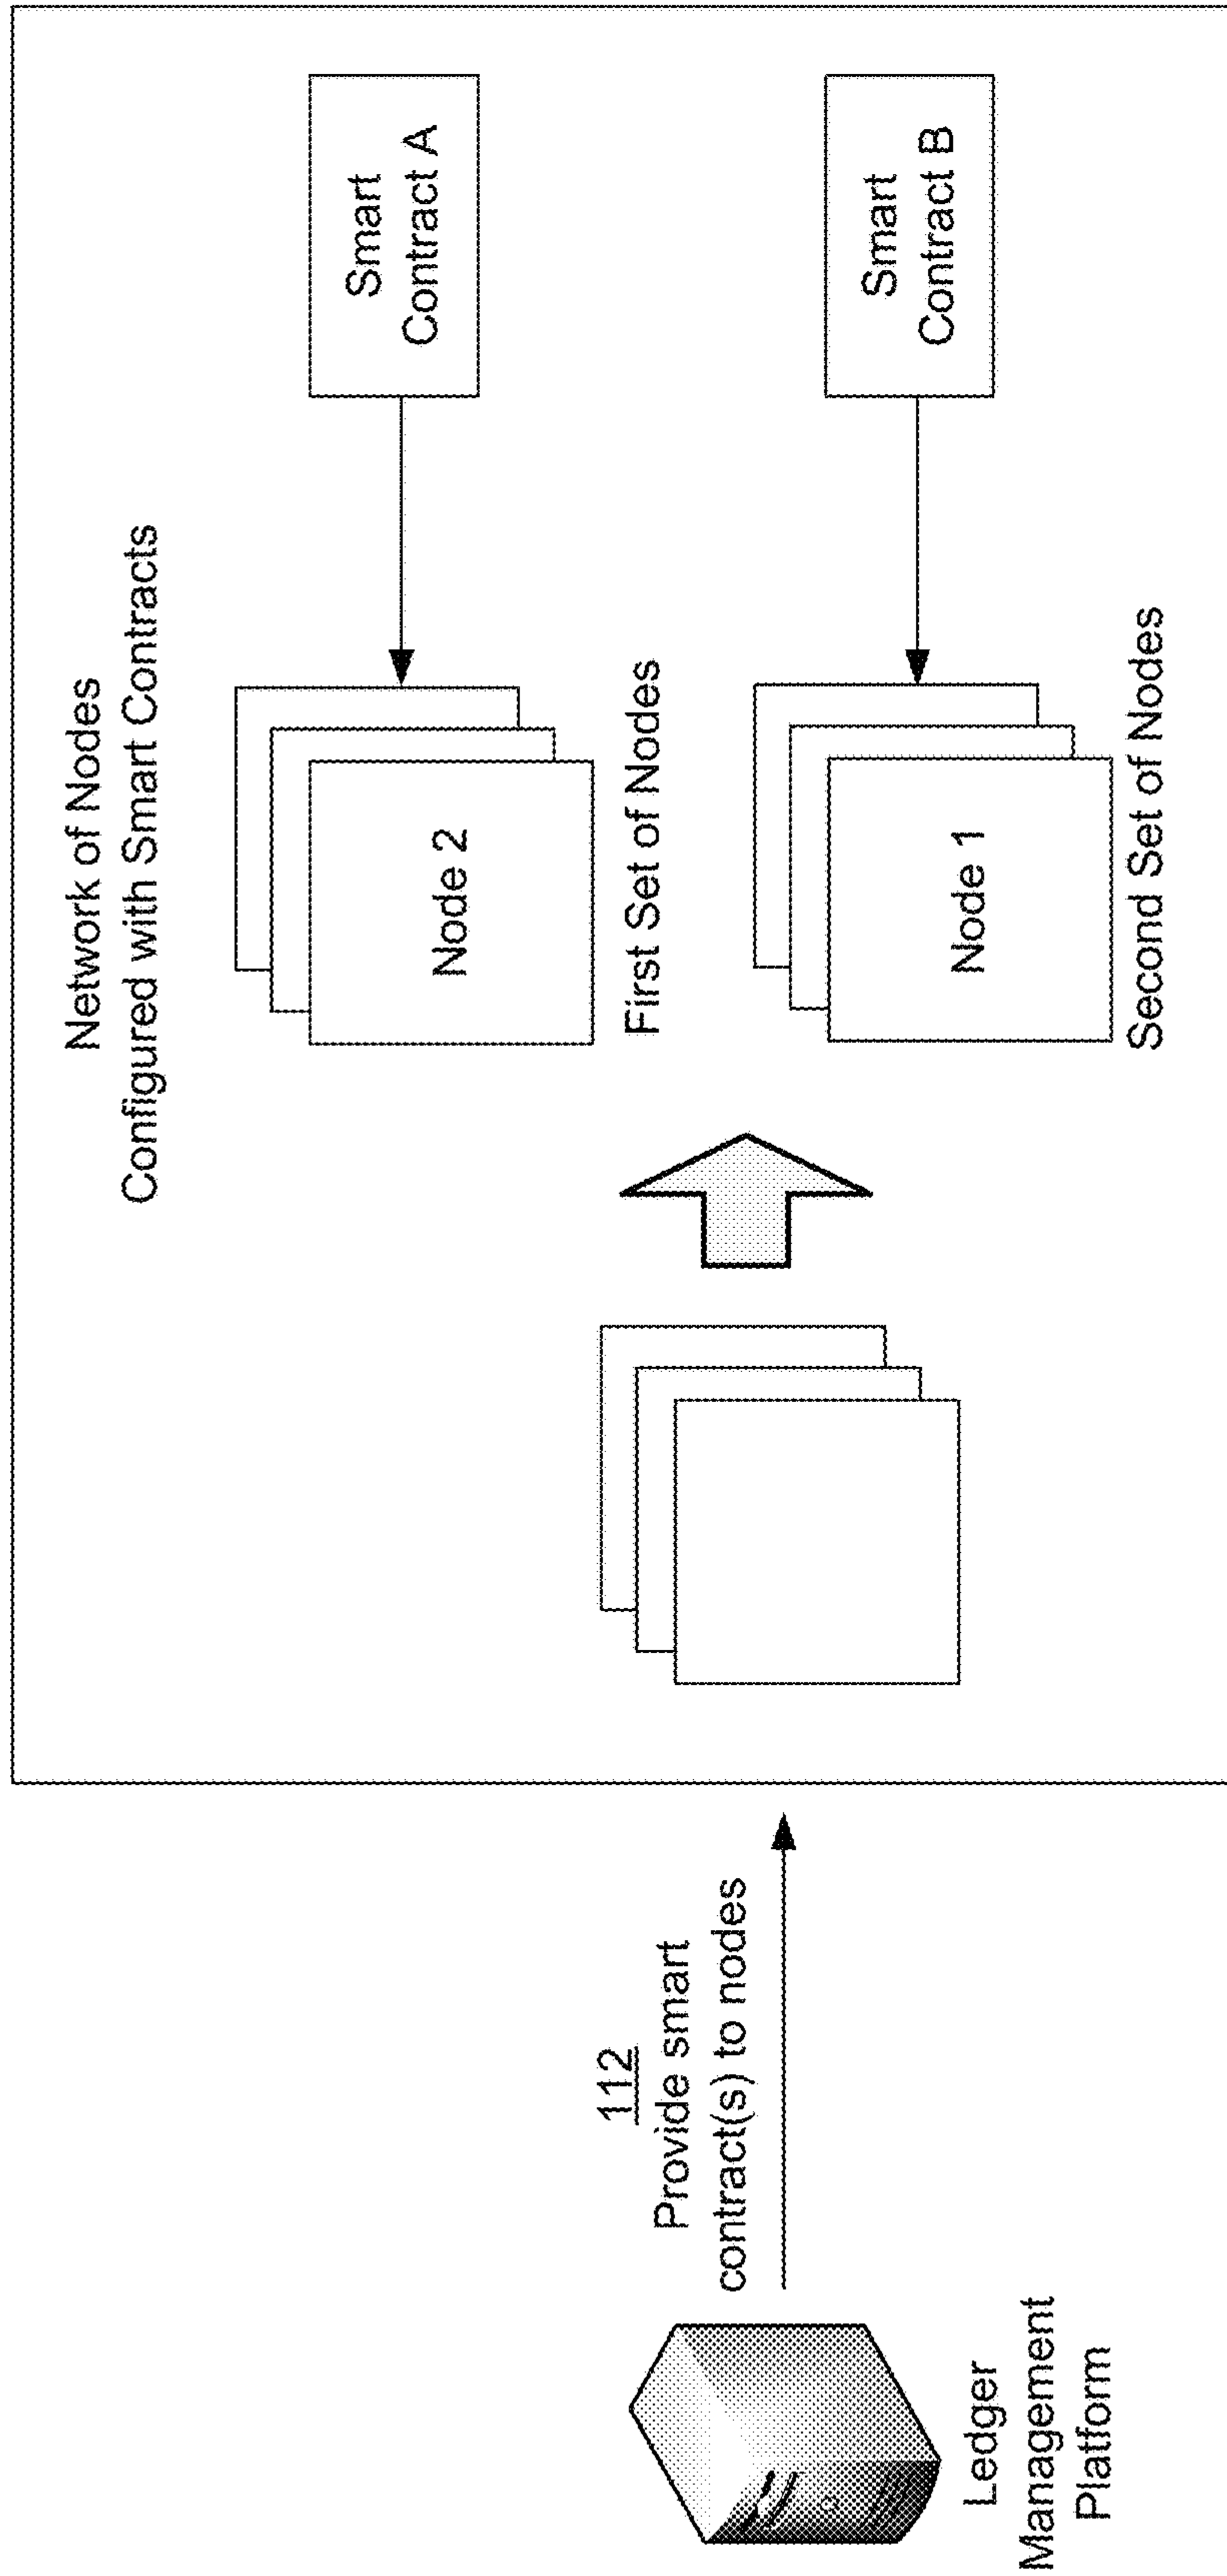 112
Provide smart
contract(s) to nodes
Ledger
Management
Platform
Network of Nodes
Configured with Smart Contracts
Node 2
First Set of Nodes
Smart
Contract A
Node 1
Second Set of Nodes
Smart
Contract B